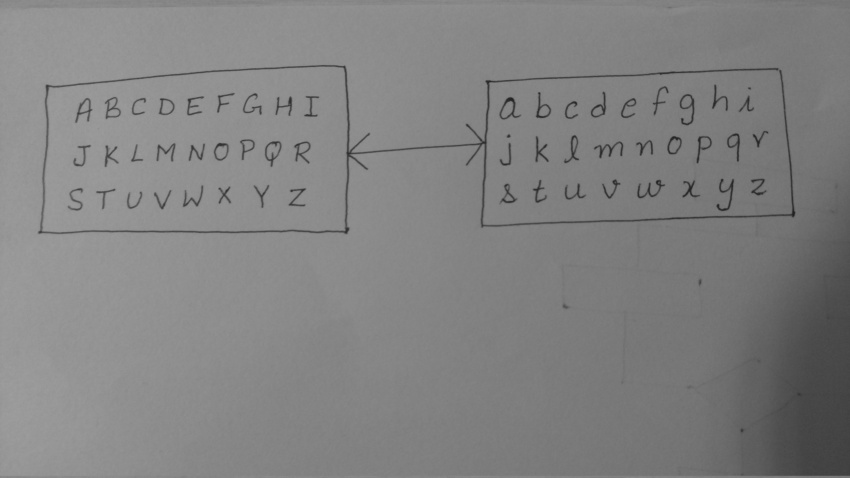 A B C D E F G H I
J K L M N O P Q R
S T U V W X Y Z
a b c d e f g h i
j k l m n o p q r
s t u v w x y z